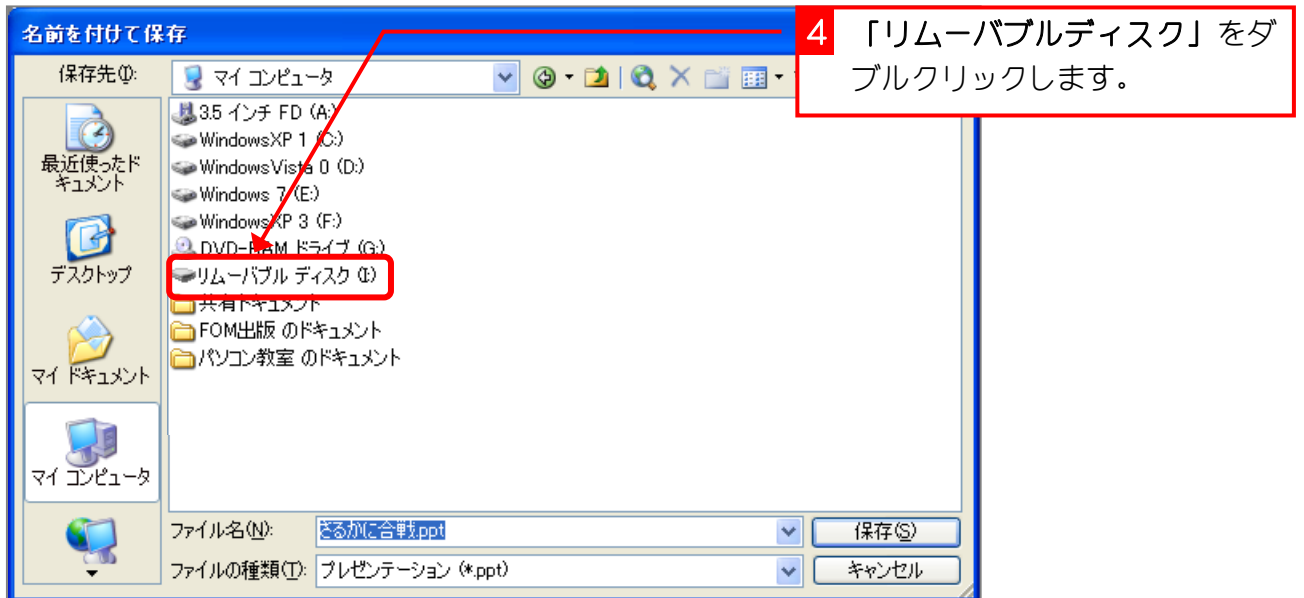 名前を付けて保存
4 「リムーバブルディスク」をダ
ブルクリックします。
保存先(I):
マイ コンピュータ
3.5 インチ FD (A:)
WindowsXP 1 (C:)
WindowsVista 0 (D:)
Windows 7 (E:)
WindowsXP 3 (F:)
DVD-RAM ドライブ (G:)
リムーバブル ディスク (I:)
共有ドキュメント
FOM出版 のドキュメント
パソコン教室 のドキュメント
最近使ったド
キュメント
デスクトップ
マイ ドキュメント
マイ コンピュータ
ファイル名(N):
さるかに合戦.ppt
保存(S)
ファイルの種類(T):
プレゼンテーション (*.ppt)
キャンセル